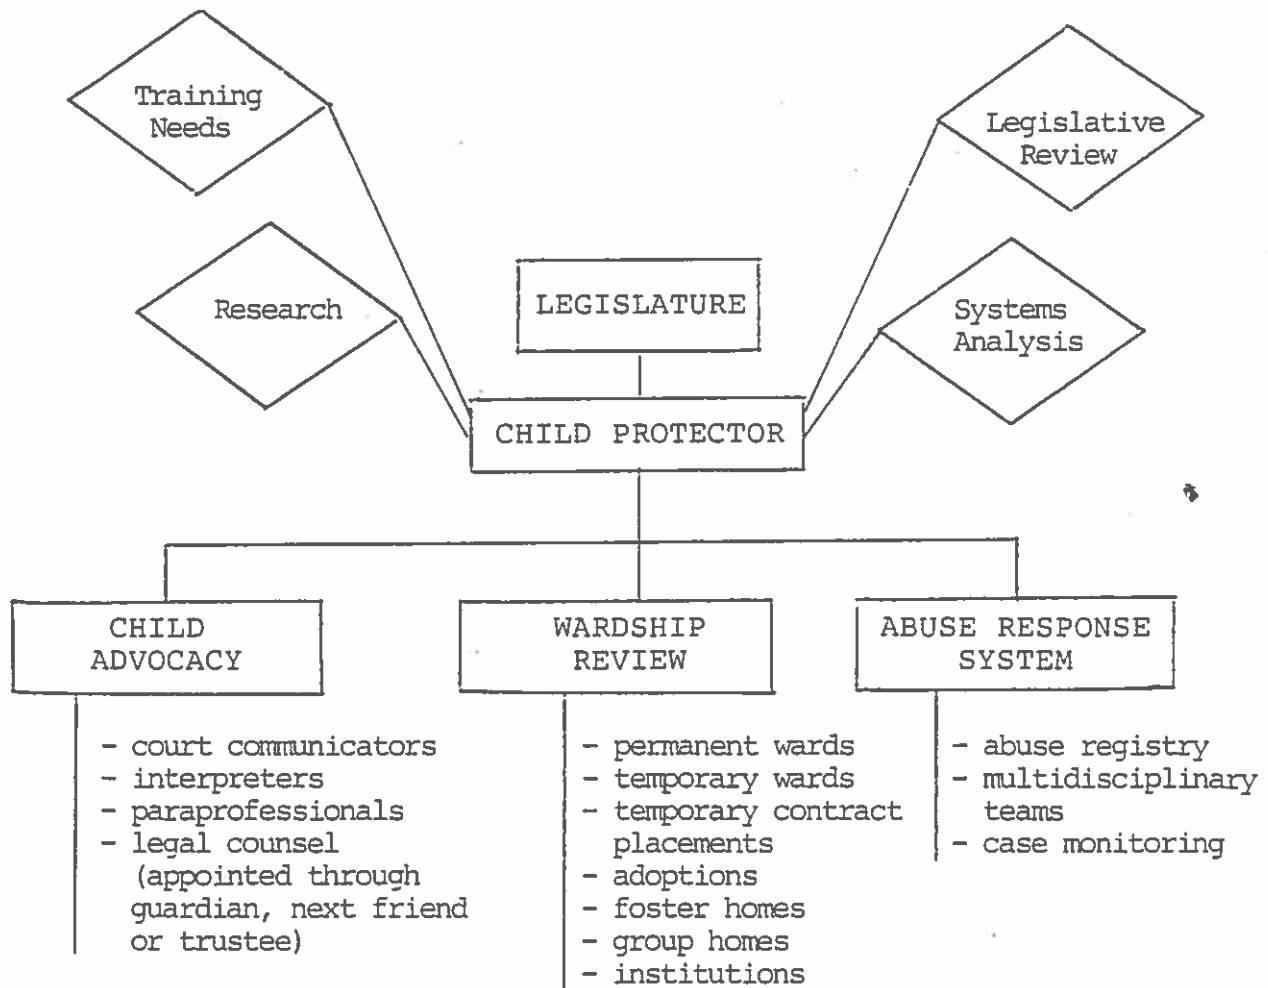 Training
Needs
Legislative
Review
Research
LEGISLATURE
Systems
Analysis
CHILD PROTECTOR
CHILD
ADVOCACY
- court communicators
- interpreters
- paraprofessionals
- legal counsel
(appointed through
guardian, next friend
or trustee)
WARDSHIP
REVIEW
- permanent wards
- temporary wards
- temporary contract
placements
- adoptions
- foster homes
- group homes
- institutions
ABUSE RESPONSE
SYSTEM
- abuse registry
- multidisciplinary
teams
- case monitoring